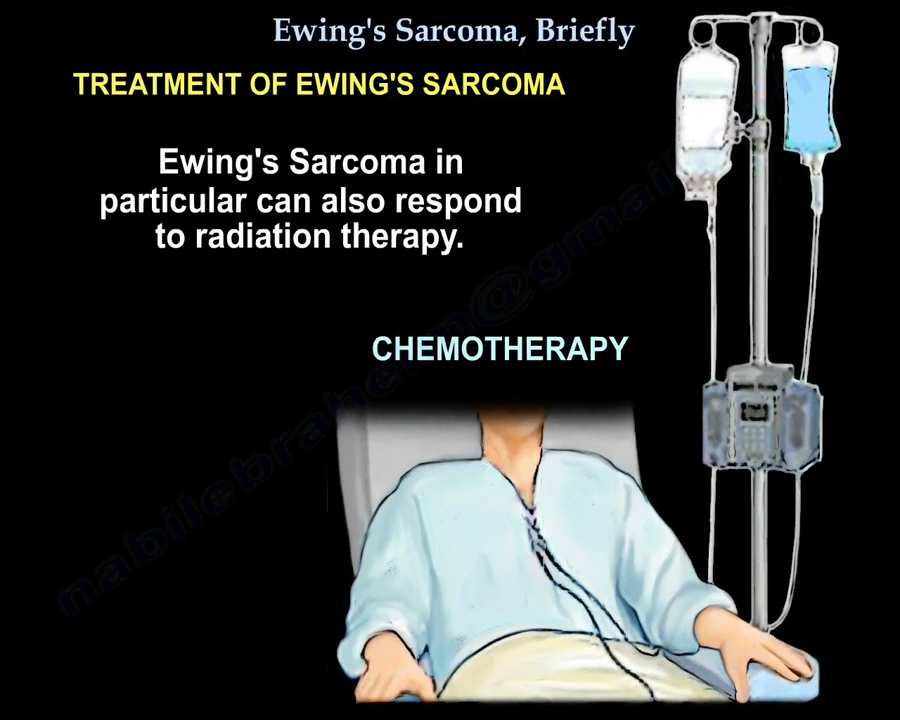 Ewing's Sarcoma, Briefly
TREATMENT OF EWING'S SARCOMA
Ewing's Sarcoma in
particular can also respond
to radiation therapy.
CHEMOTHERAPY